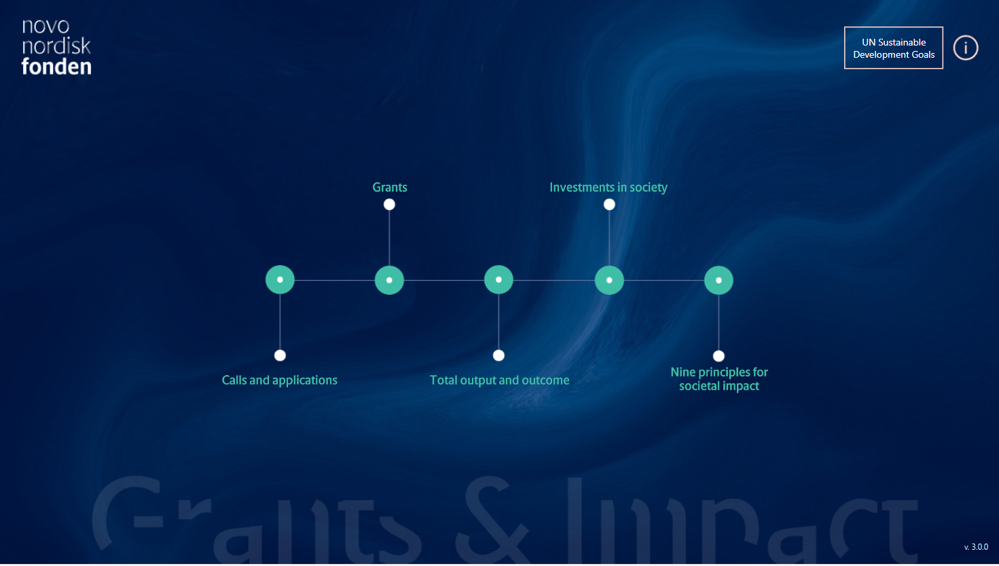 novo
nordisk
fonden
UN Sustainable
Development Goals
i
Grants
Investments in society
Calls and applications
Total output and outcome
Nine principles for
societal impact
Grants & Impact
v. 3.0.0